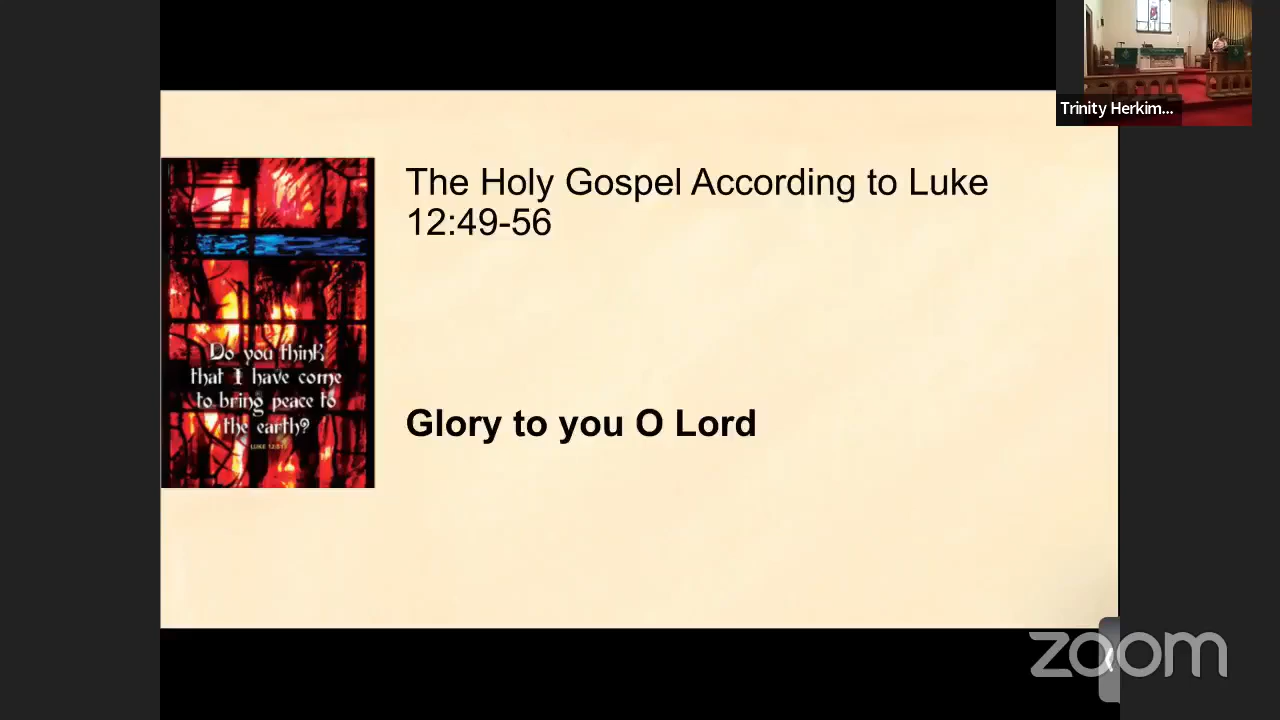 Trinity Herkim...
The Holy Gospel According to Luke
12:49-56
Do you think
that I have come
to bring peace to
the earth?
Glory to you O Lord
zoom